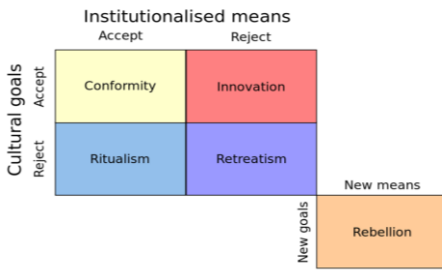 Institutionalised means
Accept Reject
Cultural goals
Accept
Conformity Innovation
Reject
Ritualism Retreatism
New means
New goals
Rebellion